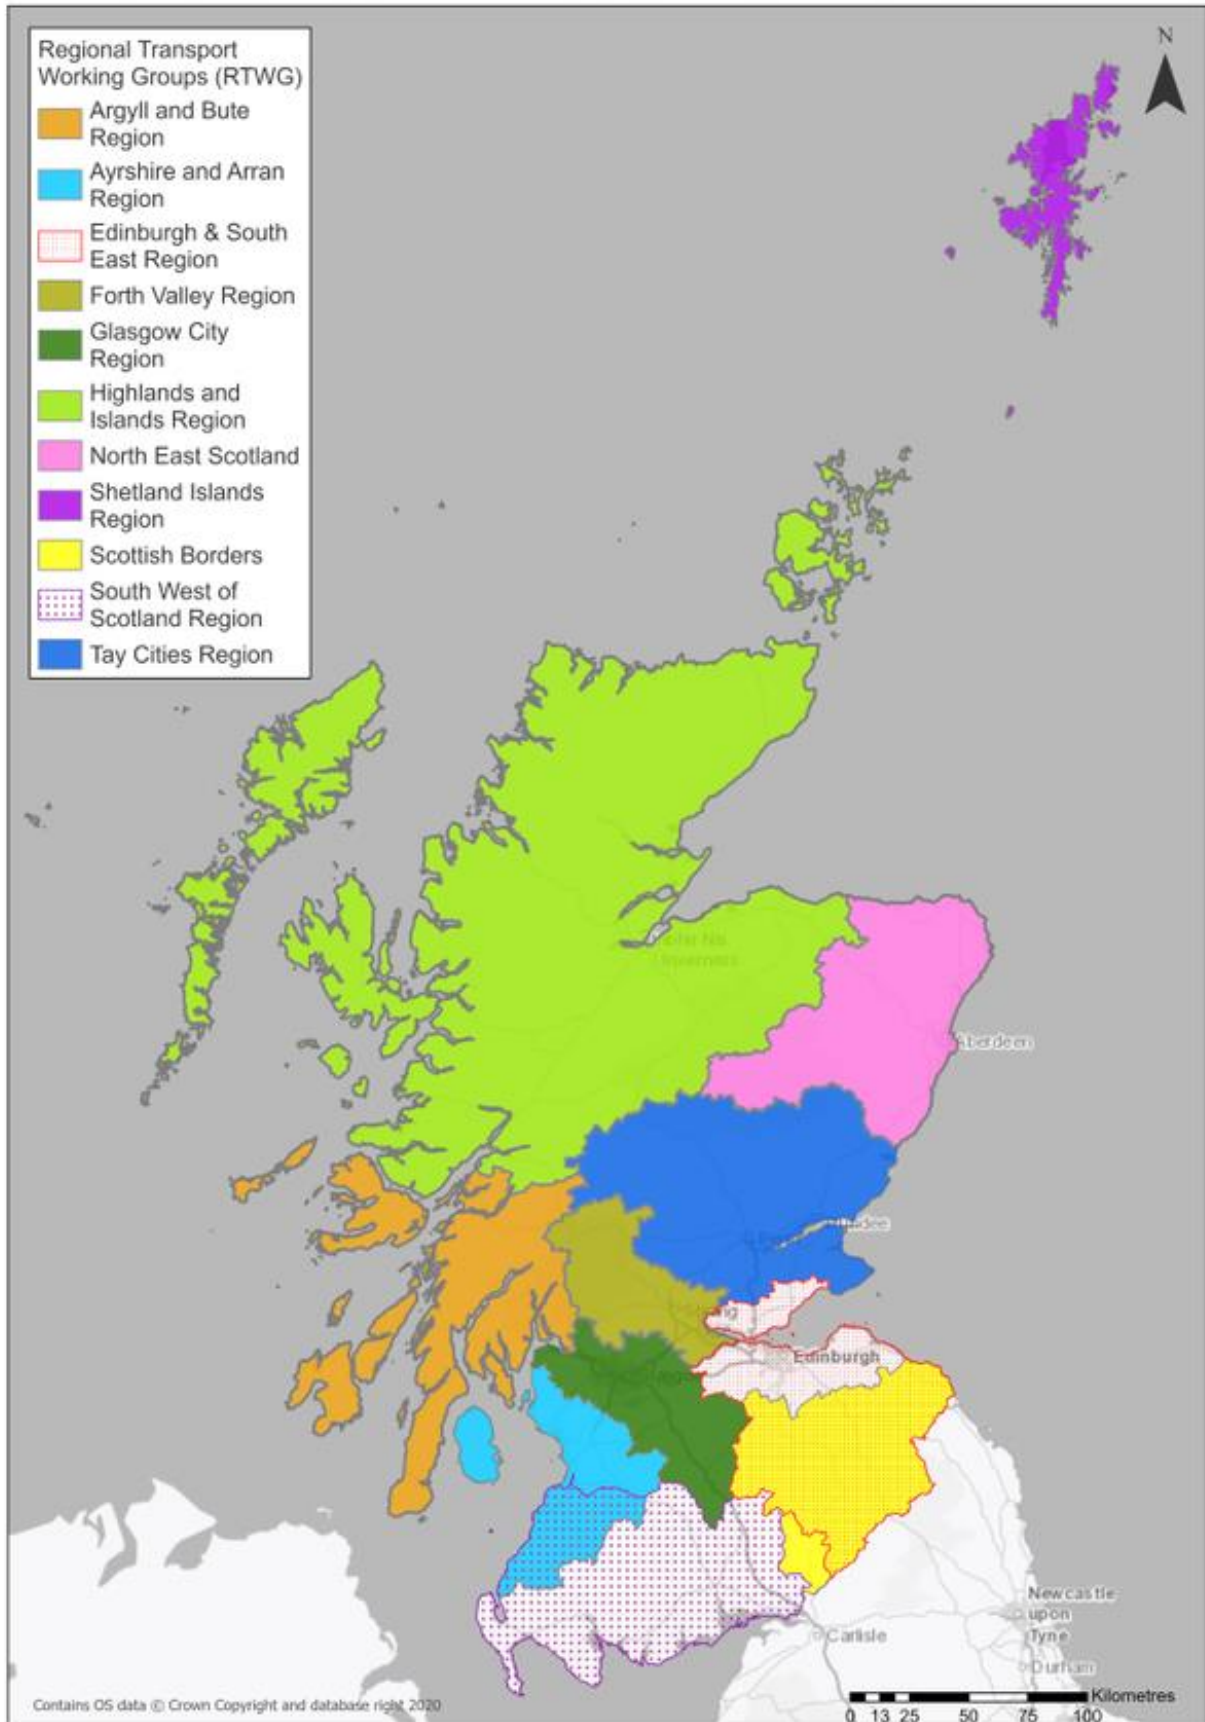 Regional Transport
Working Groups (RTWG)
Argyll and Bute
Region
Ayrshire and Arran
Region
Edinburgh & South
East Region
Forth Valley Region
Glasgow City
Region
Highlands and
Islands Region
North East Scotland
Shetland Islands
Region
Scottish Borders
South West of
Scotland Region
Tay Cities Region
N
Inverness
Aberdeen
Dundee
Edinburgh
Newcastle
upon
Tyne
Carlisle
Durham
Contains OS data © Crown Copyright and database right 2020
Kilometres
0 13 25 50 75 100